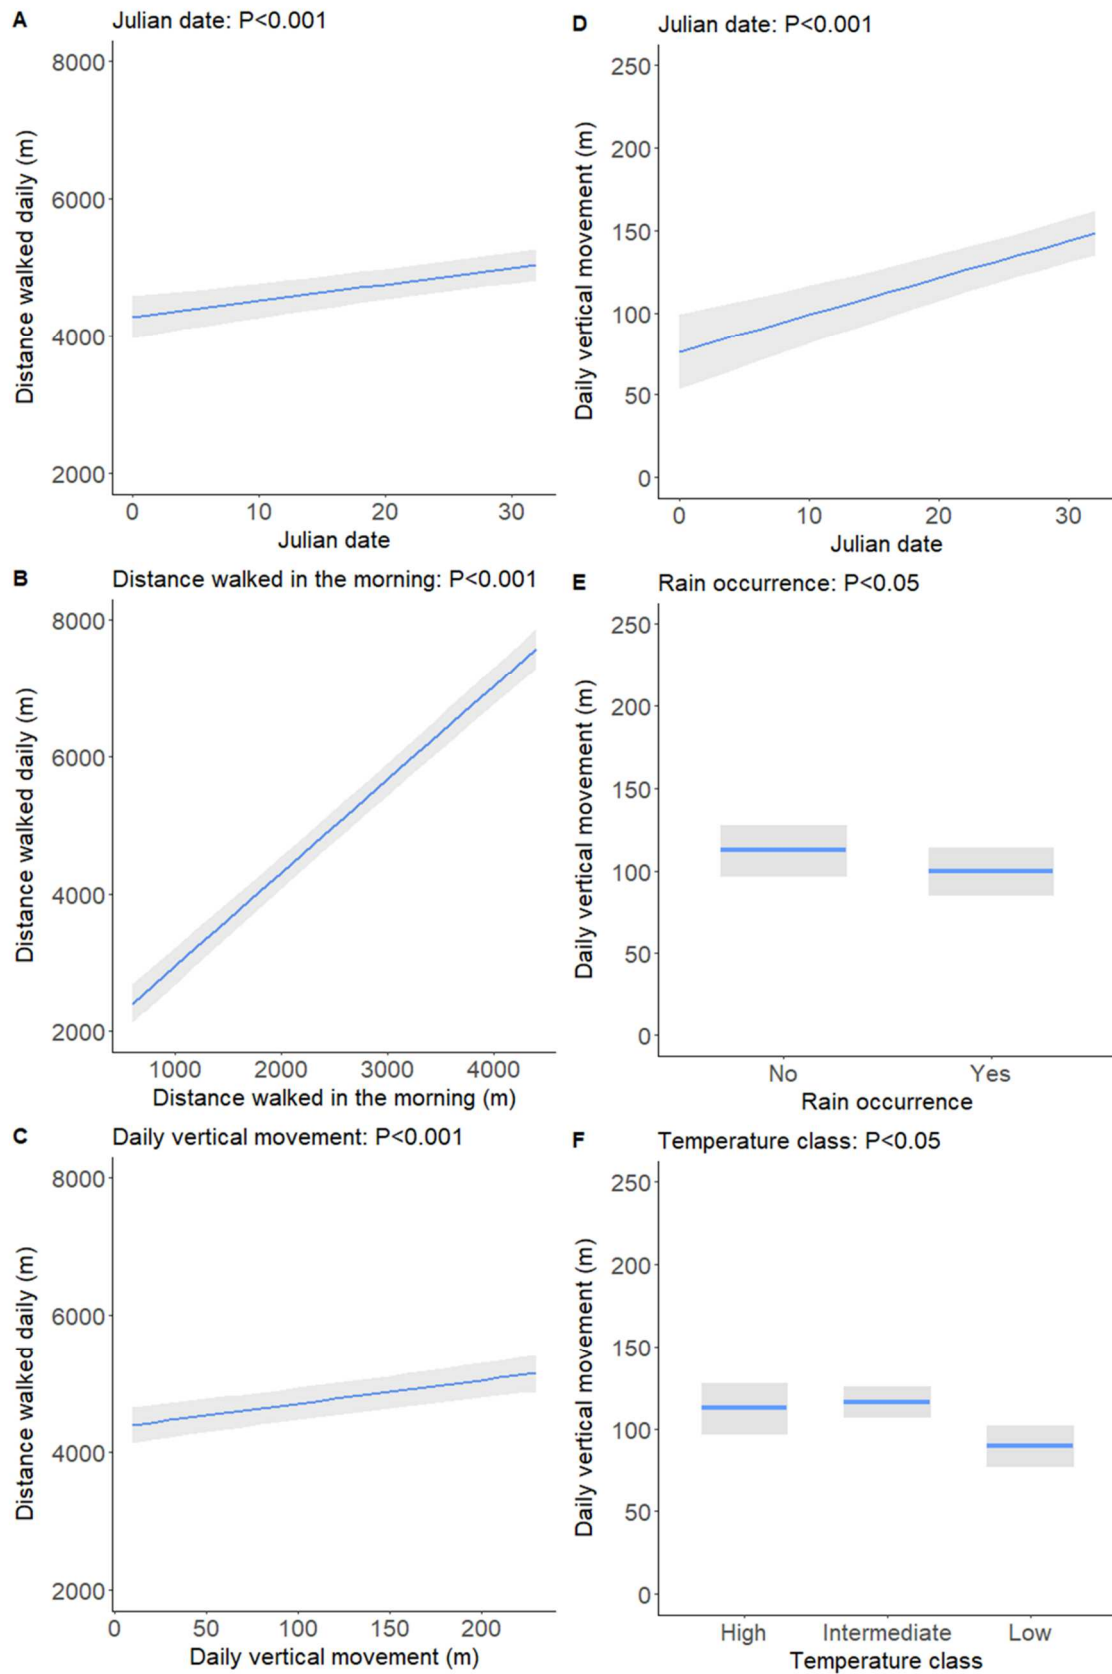 A Julian date: P<0.001
Distance walked daily (m)
8000
6000
4000
2000
0 10 20 30
Julian date
B Distance walked in the morning: P<0.001
Distance walked daily (m)
8000
6000
4000
2000
1000 2000 3000 4000
Distance walked in the morning (m)
C Daily vertical movement: P<0.001
Distance walked daily (m)
8000
6000
4000
2000
0 50 100 150 200
Daily vertical movement (m)
D Julian date: P<0.001
Daily vertical movement (m)
250
200
150
100
50
0
0 10 20 30
Julian date
E Rain occurrence: P<0.05
Daily vertical movement (m)
250
200
150
100
50
0
No Yes
Rain occurrence
F Temperature class: P<0.05
Daily vertical movement (m)
250
200
150
100
50
0
High Intermediate Low
Temperature class